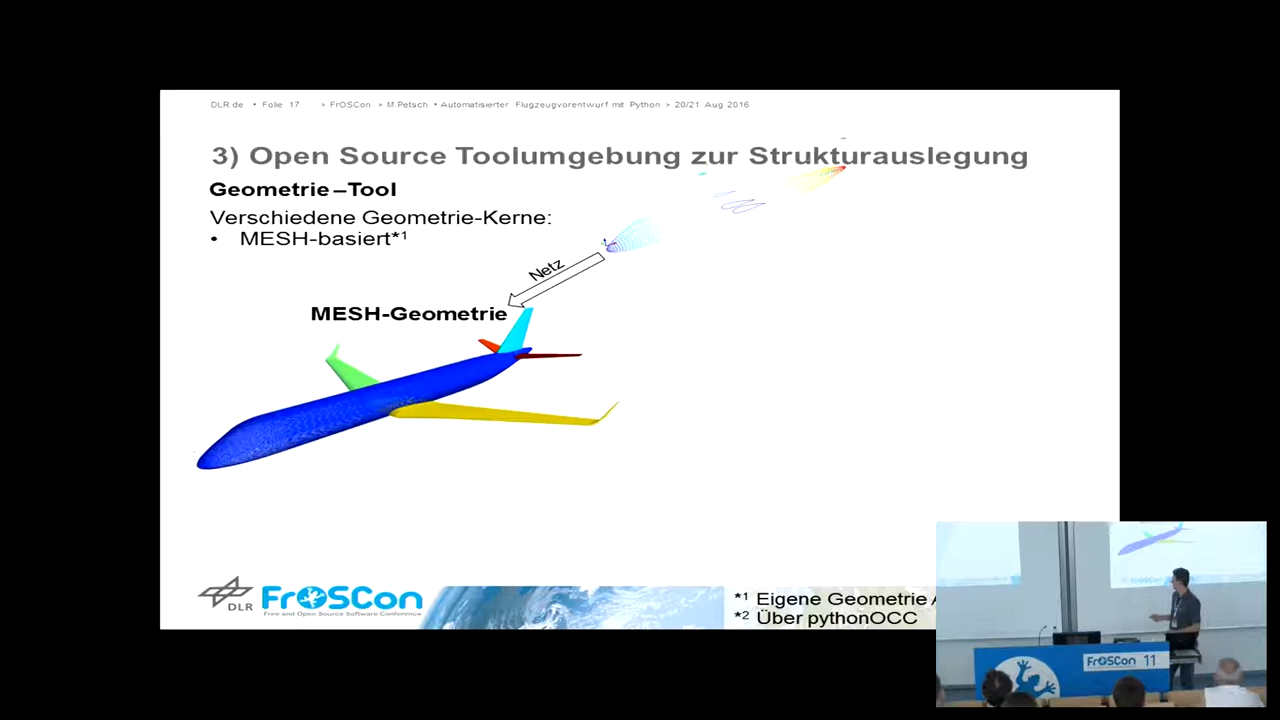 DLR.de • Folie 17 > FrOSCon > M.Petsch • Automatisierter Flugzeugvorentwurf mit Python > 20/21 Aug 2016
3) Open Source Toolumgebung zur Strukturauslegung
Geometrie–Tool
Verschiedene Geometrie-Kerne:
• MESH-basiert*1
Netz
MESH-Geometrie
DLR
FrOSCon
Free and Open Source Software Conference
*1 Eigene Geometrie
*2 Über pythonOCC
FrOSCon 11